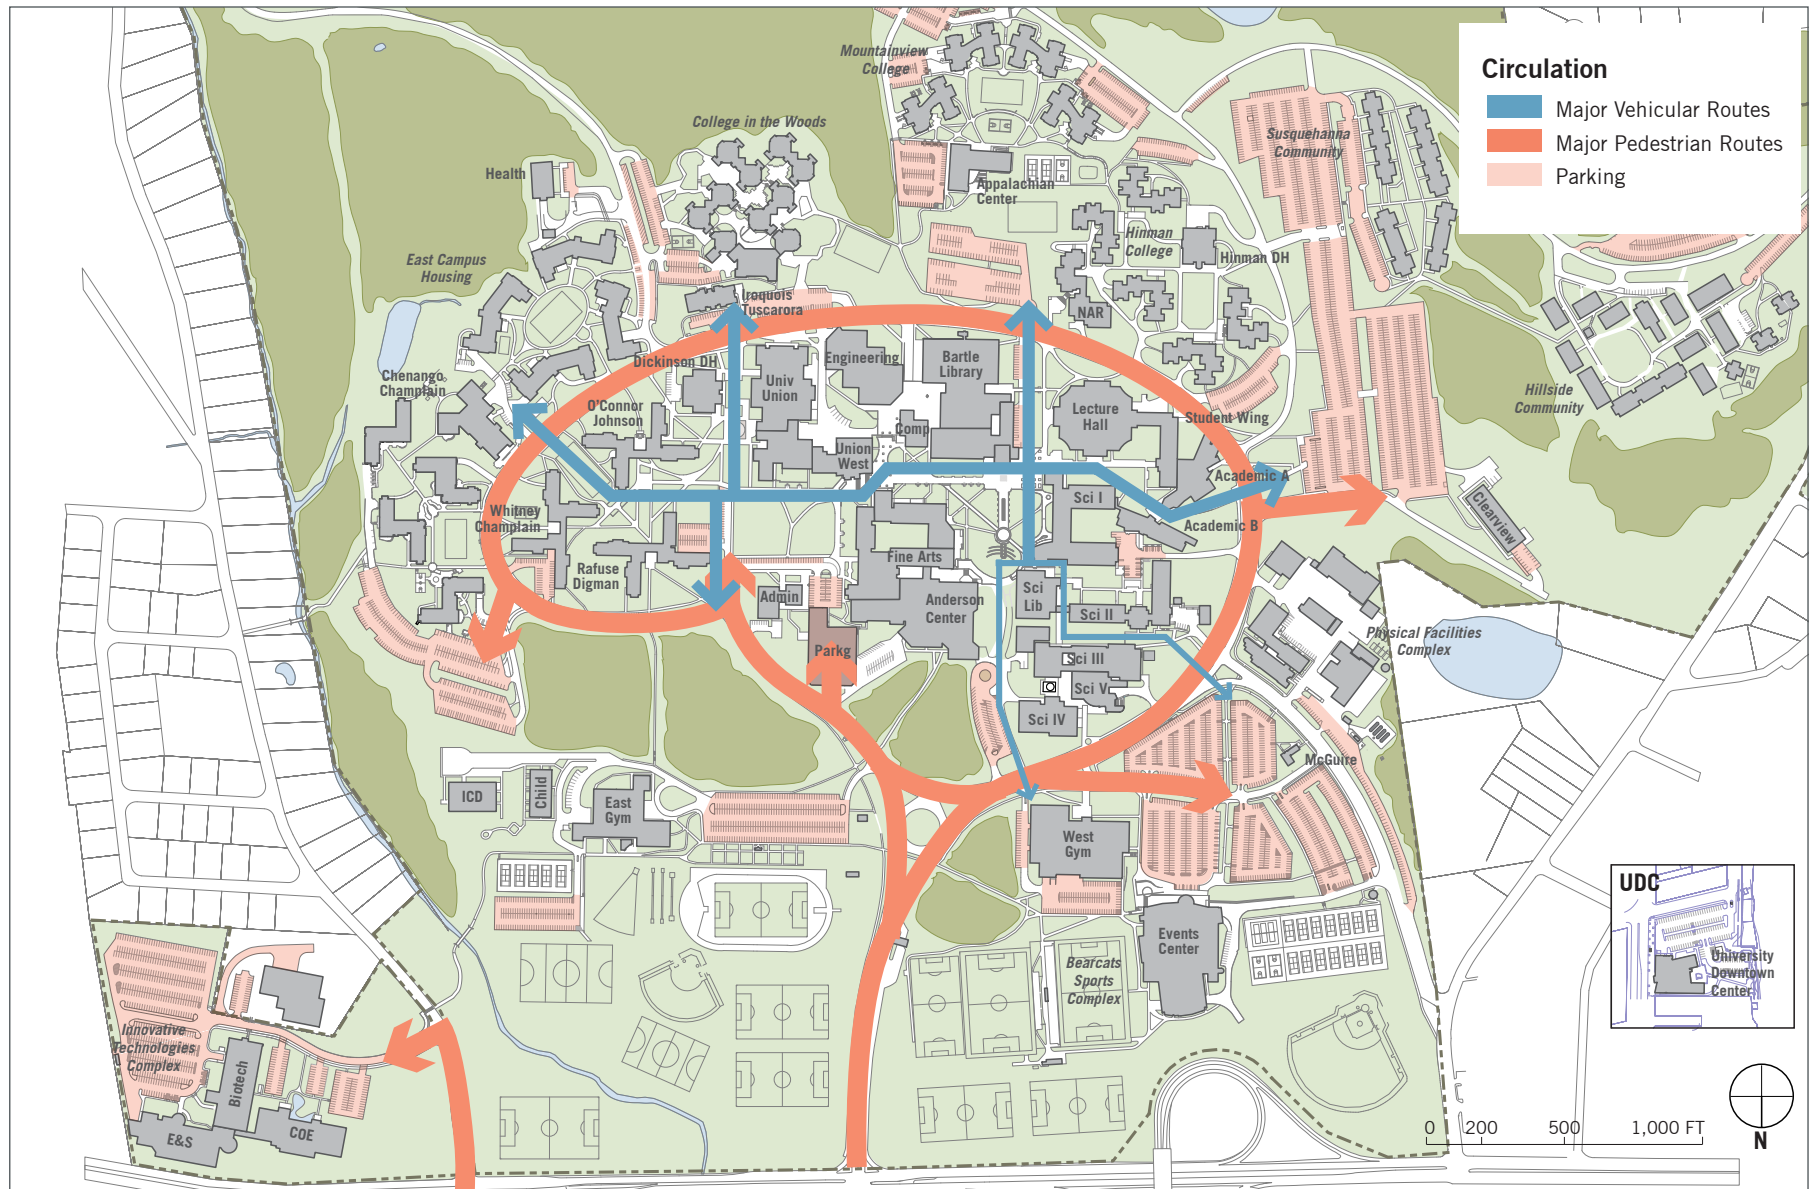 Circulation
Major Vehicular Routes
Major Pedestrian Routes
Parking
Mountainview
College
College in the Woods
Susquehanna
Community
Health
Appalachian
Center
Hinman
College
Hinman DH
East Campus
Housing
Iroquois
Tuscarora
NAR
Dickinson DH
Engineering
Bartle
Library
Univ
Union
Chenango
Champlain
Hillside
Community
O'Connor
Johnson
Lecture
Hall
Student Wing
Comp
Union
West
Academic A
Sci I
Whitney
Champlain
Academic B
Clearview
Fine Arts
Rafuse
Digman
Admin
Sci
Lib
Anderson
Center
Sci II
Physical Facilities
Complex
Parkg
Sci III
Sci V
Sci IV
McGuire
ICD
Child
East
Gym
West
Gym
UDC
Events
Center
University
Downtown
Center
Bearcats
Sports
Complex
Innovative
Technologies
Complex
Biotech
E&S
COE
0 200 500 1,000 FT
N